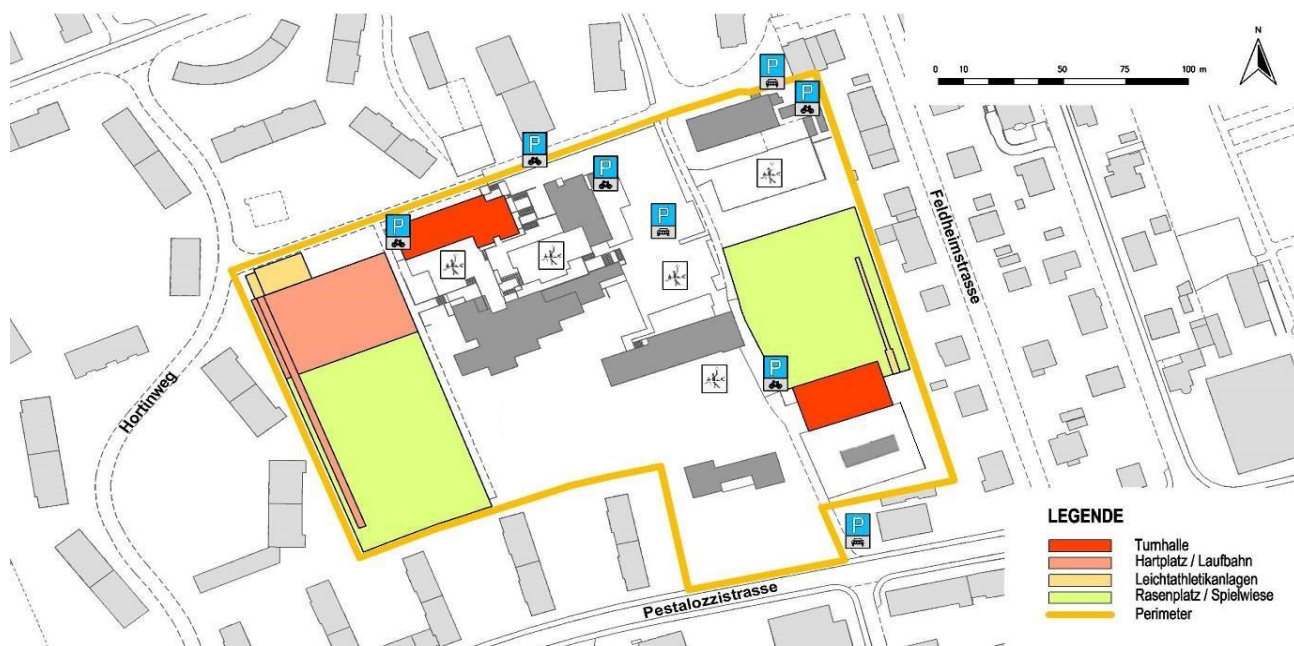 N
0 10 50 75 100 m
P
P
P
P
P
P
P
P
Hortinweg
Feldheimstrasse
Pestalozzistrasse
LEGENDE
Turnhalle
Hartplatz / Laufbahn
Leichtathletikanlagen
Rasenplatz / Spielwiese
Perimeter